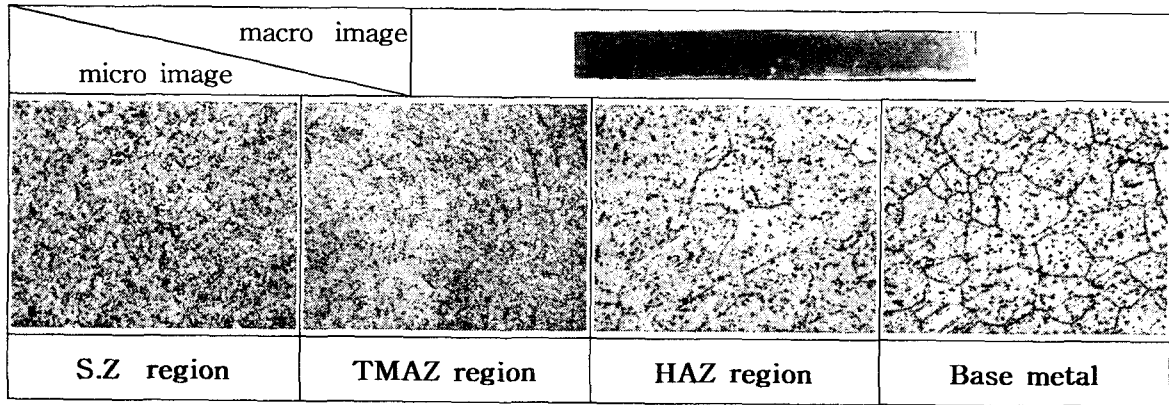 macro image
micro image
S.Z region
TMAZ region
HAZ region
Base metal